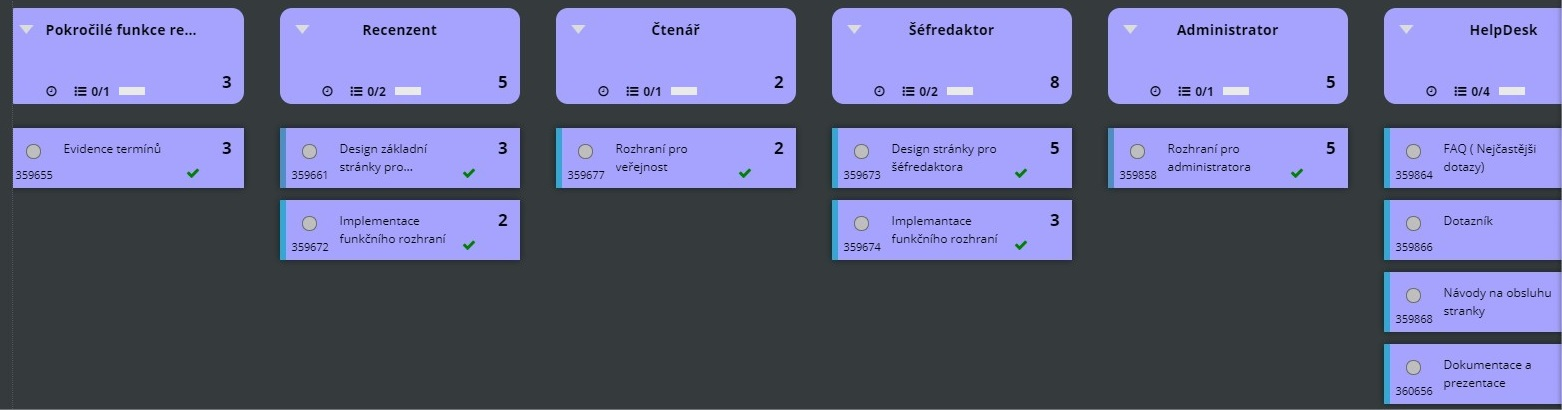 Pokročilé funkce re...
0/1
3
Evidence termínů
3
359655
Recenzent
0/2
5
Design základní
stránky pro...
3
359661
Implementace
funkčního rozhraní
2
359672
Čtenář
0/1
2
Rozhraní pro
veřejnost
2
359677
Šéfredaktor
0/2
8
Design stránky pro
šéfredaktora
5
359673
Implemantace
funkčního rozhraní
3
359674
Administrator
0/1
5
Rozhraní pro
administratora
5
359858
HelpDesk
0/4
FAQ ( Nejčastější
dotazy)
359864
Dotazník
359866
Návody na obsluhu
stranky
359868
Dokumentace a
prezentace
360656